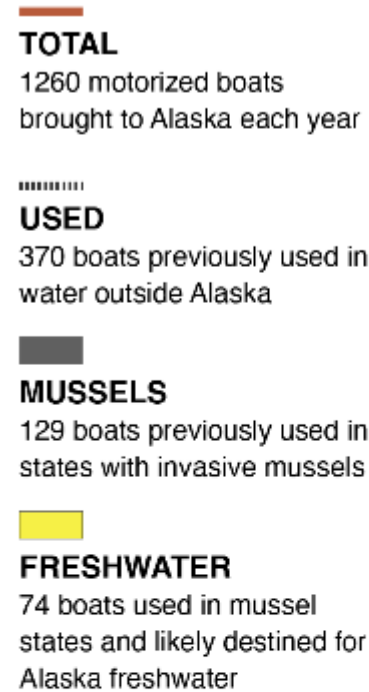 TOTAL
1260 motorized boats
brought to Alaska each year
USED
370 boats previously used in
water outside Alaska
MUSSELS
129 boats previously used in
states with invasive mussels
FRESHWATER
74 boats used in mussel
states and likely destined for
Alaska freshwater